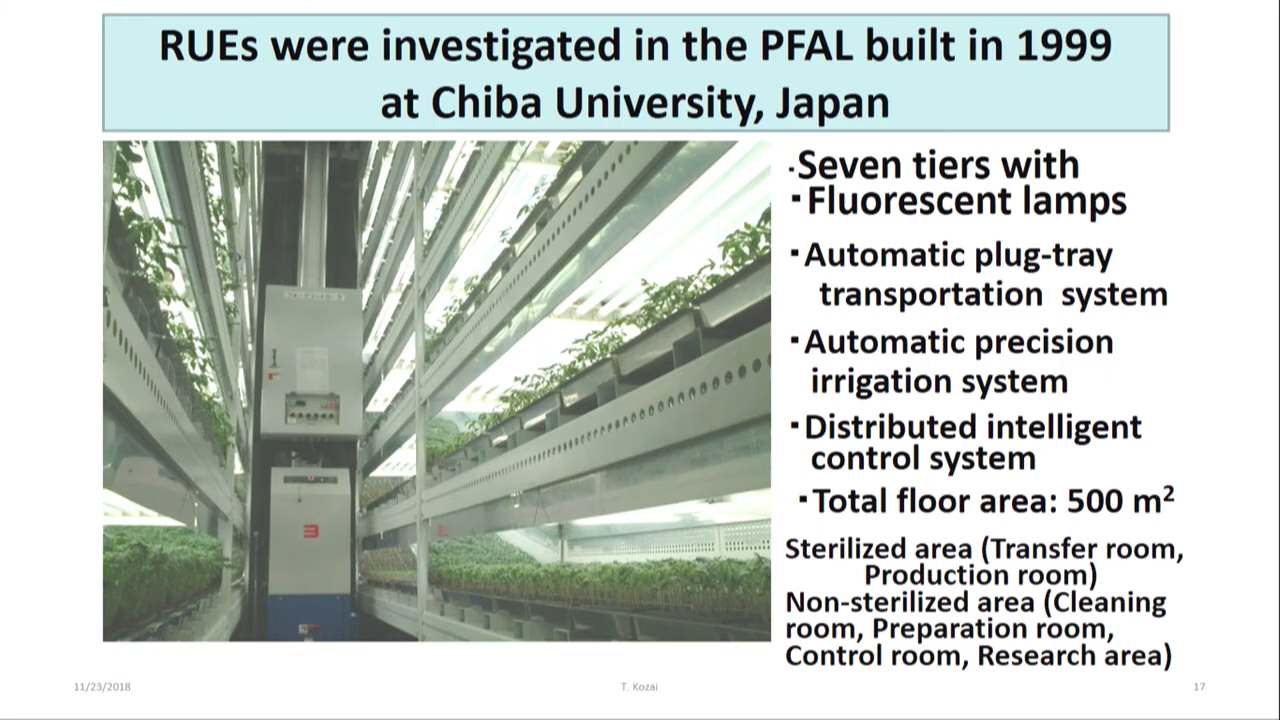 RUEs were investigated in the PFAL built in 1999
at Chiba University, Japan
·Seven tiers with
·Fluorescent lamps
·Automatic plug-tray
transportation system
·Automatic precision
irrigation system
·Distributed intelligent
control system
·Total floor area: 500 m²
Sterilized area (Transfer room,
Production room)
Non-sterilized area (Cleaning
room, Preparation room,
Control room, Research area)
11/23/2018
T. Kozai
17